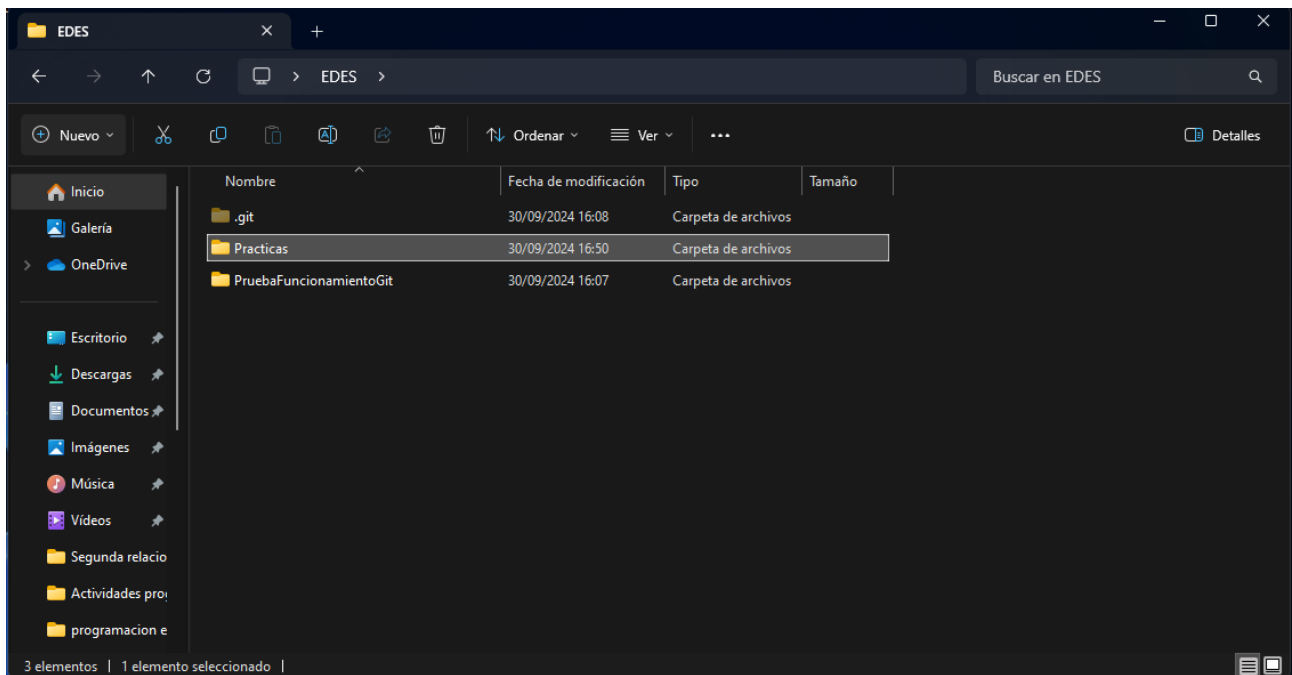 EDES
EDES
Buscar en EDES
Nuevo
Ordenar
Ver
Detalles
Nombre
Fecha de modificación
Tipo
Tamaño
.git
30/09/2024 16:08
Carpeta de archivos
Practicas
30/09/2024 16:50
Carpeta de archivos
PruebaFuncionamientoGit
30/09/2024 16:07
Carpeta de archivos
Inicio
Galería
OneDrive
Escritorio
Descargas
Documentos
Imágenes
Música
Vídeos
Segunda relacio
Actividades prog
programacion e
3 elementos
1 elemento seleccionado